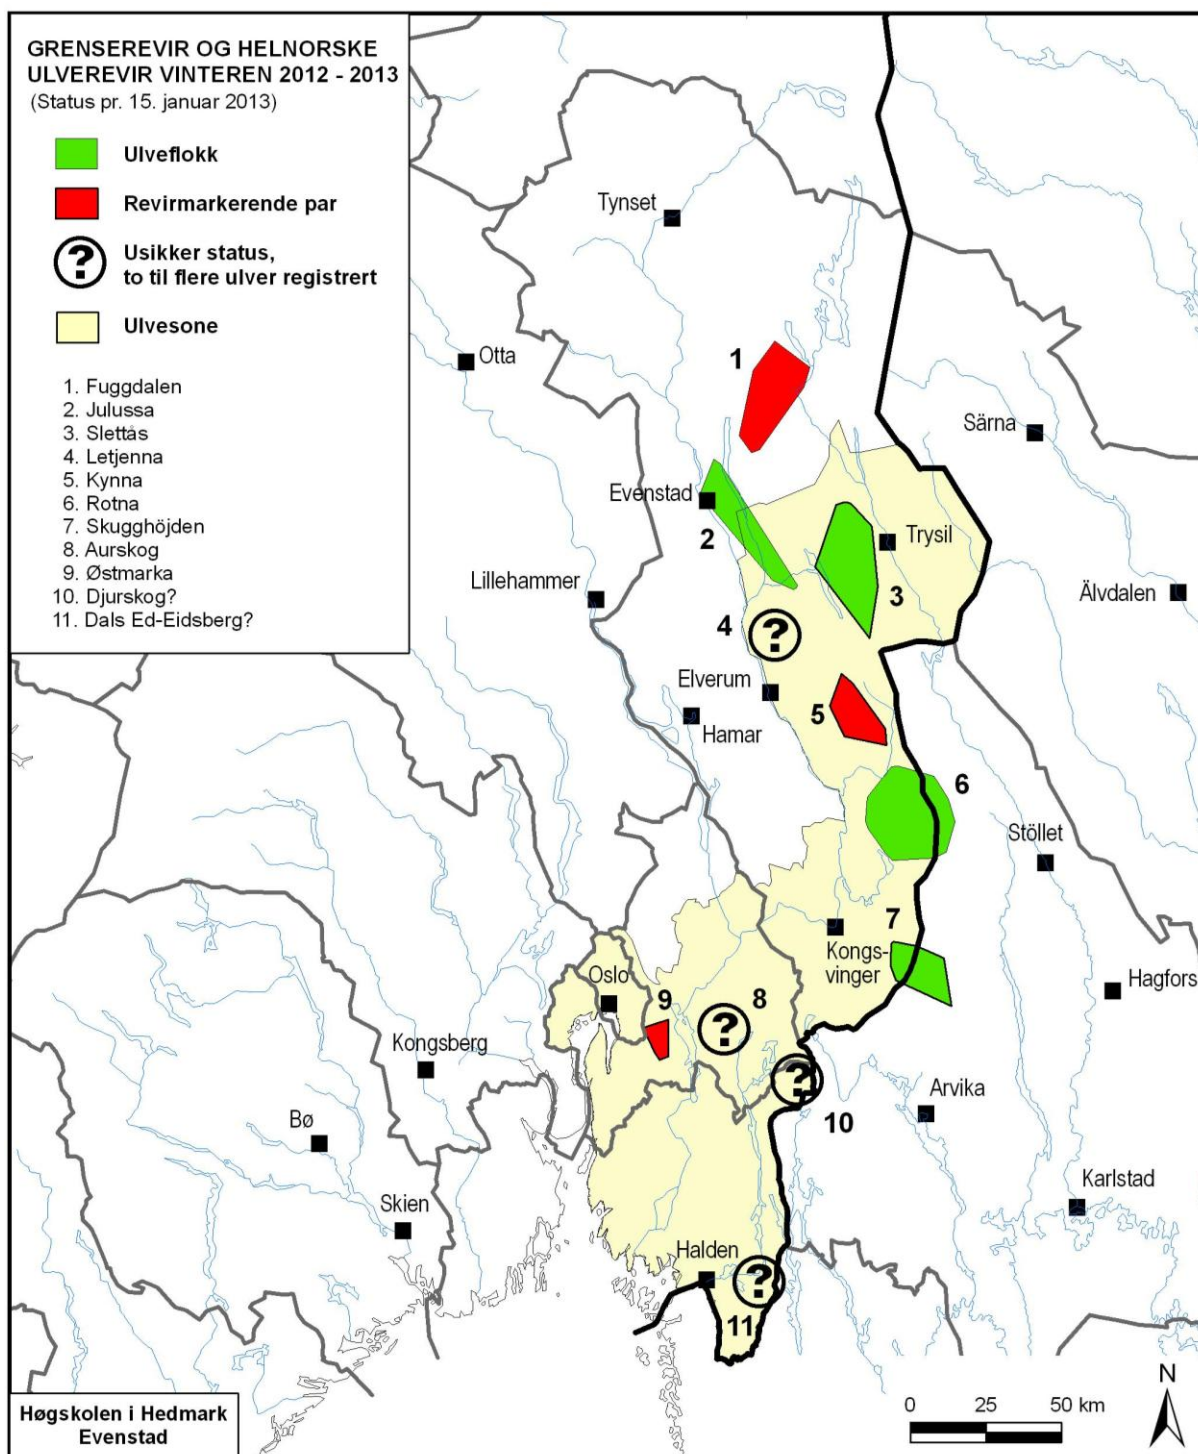 GRENSEREVIR OG HELNORSKE
ULVEREVIR VINTEREN 2012 - 2013
(Status pr. 15. januar 2013)
Ulveflokk
Revirmarkerende par
?
Usikker status,
to til flere ulver registrert
Ulvesone
1. Fuggdalen
2. Julussa
3. Slettås
4. Letjenna
5. Kynna
6. Rotna
7. Skugghöjden
8. Aurskog
9. Østmarka
10. Djurskog?
11. Dals Ed-Eidsberg?
Tynset
1
Otta
Särna
Evenstad
2
Trysil
3
Lillehammer
Älvdalen
4
?
Elverum
5
Hamar
6
Stöllet
7
Kongs-
vinger
Hagfors
Oslo
9
8
?
Kongsberg
?
10
Arvika
Bø
Karlstad
Skien
Halden
?
11
N
0
25
50 km
Høgskolen i Hedmark
Evenstad